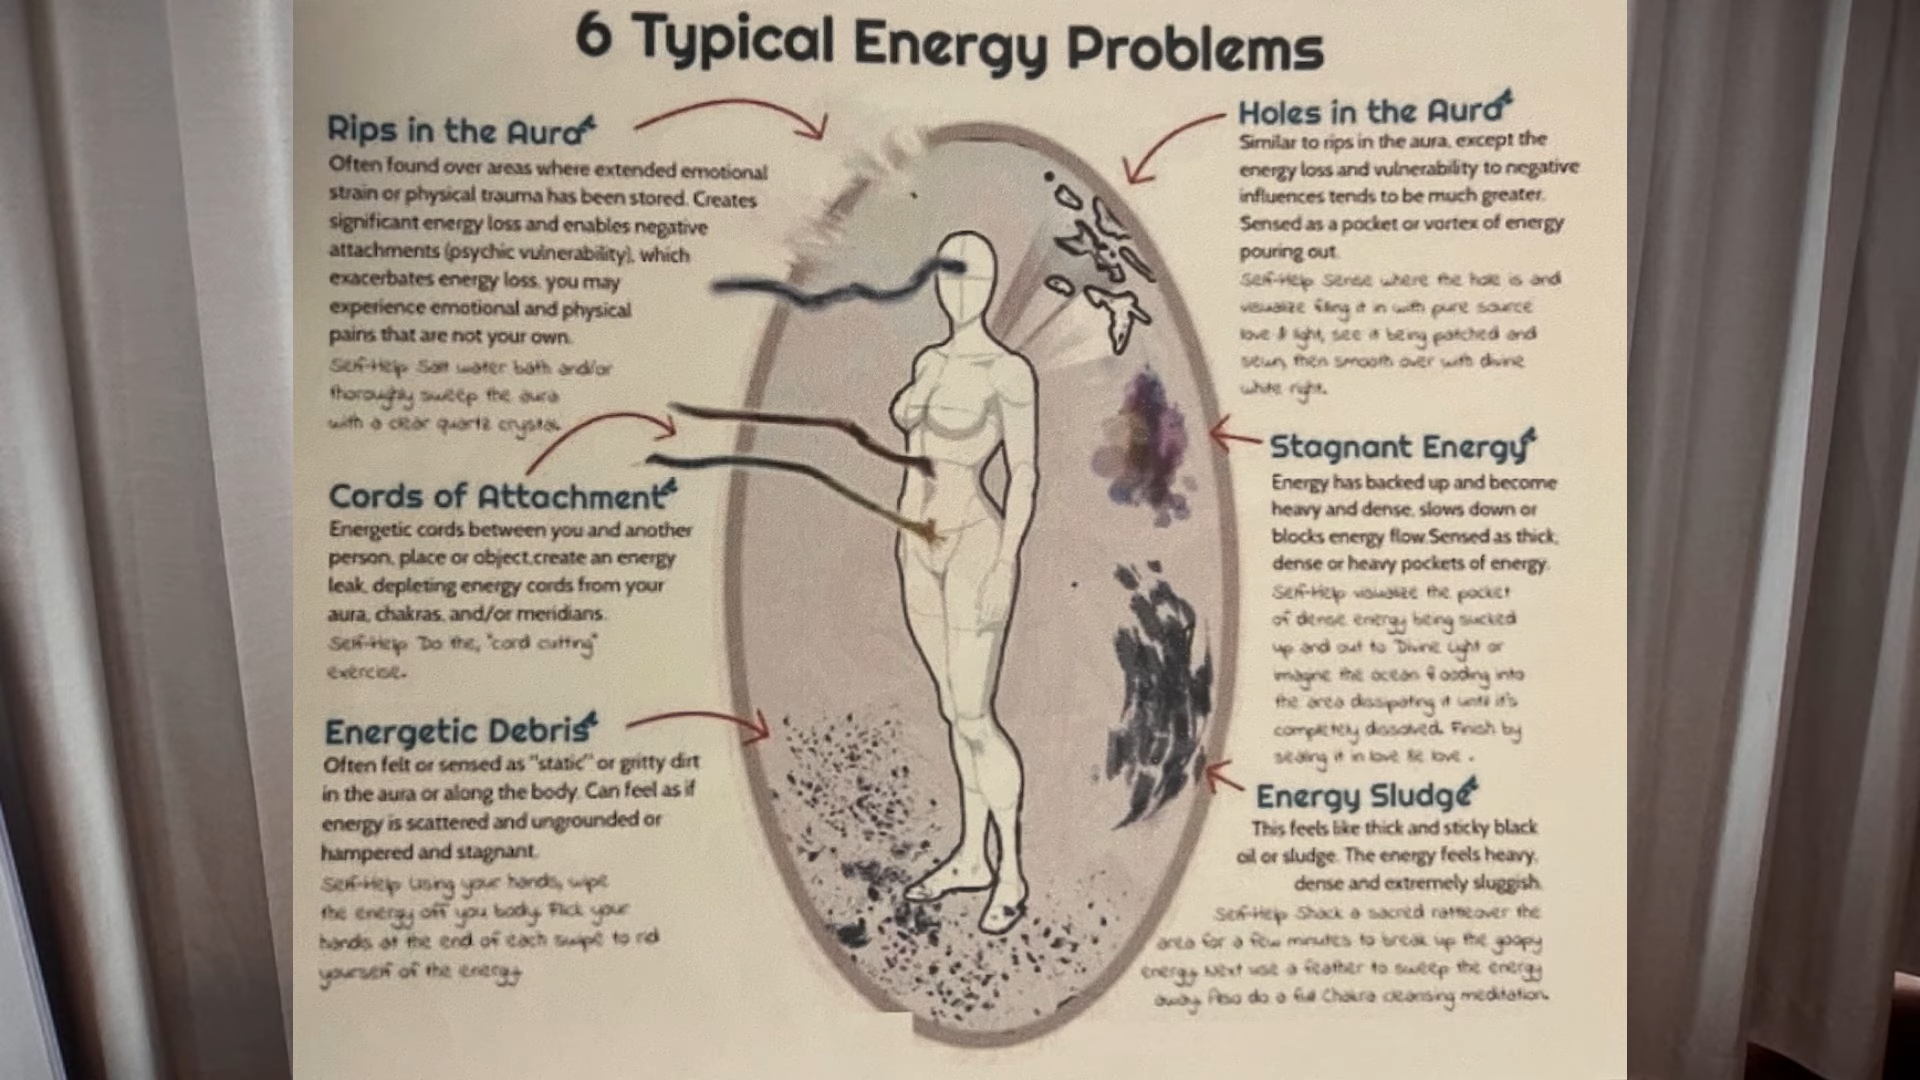 6 Typical Energy Problems
Rips in the Aura
Often found over areas where extended emotional
strain or physical trauma has been stored. Creates
significant energy loss and enables negative
attachments (psychic vulnerability), which
exacerbates energy loss. you may
experience emotional and physical
pains that are not your own.
Self-Help Salt water bath and/or
thoroughly sweep the aura
with a clear quartz crystal.
Cords of Attachment
Energetic cords between you and another
person, place or object.create an energy
leak, depleting energy cords from your
aura, chakras, and/or meridians.
Self-Help Do the, "cord cutting"
exercise.
Energetic Debris
Often felt or sensed as "static" or gritty dirt
in the aura or along the body. Can feel as if
energy is scattered and ungrounded or
hampered and stagnant.
Self-Help Using your hands, wipe
the energy off you body. Flick your
hands at the end of each swipe to rid
yourself of the energy
Holes in the Aura
Similar to rips in the aura, except the
energy loss and vulnerability to negative
influences tends to be much greater.
Sensed as a pocket or vortex of energy
pouring out.
Self-Help Sense where the hole is and
visualize filling it in with pure source
love & light, see it being patched and
sewn, then smooth over with divine
white right.
Stagnant Energy
Energy has backed up and become
heavy and dense, slows down or
blocks energy flow.Sensed as thick,
dense or heavy pockets of energy.
Self-Help visualize the pocket
of dense energy being sucked
up and out to Divine Light or
imagine the ocean flooding into
the area dissipating it until it's
completely dissolved. Finish by
sealing it in love love.
Energy Sludge
This feels like thick and sticky black
oil or sludge. The energy feels heavy,
dense and extremely sluggish.
Self-Help Shack a sacred rattle over the
area for a few minutes to break up the goopy
energy. Next use a feather to sweep the energy
away. Also do a full Chakra cleansing meditation.